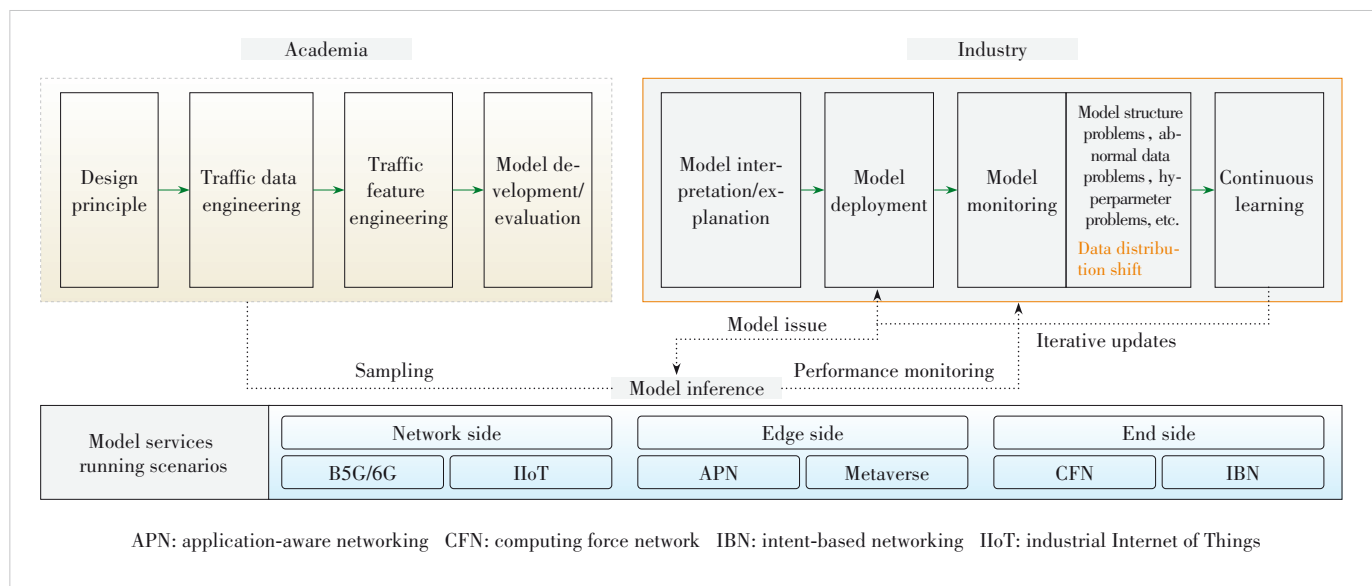 Academia
Industry
Design
principle
Traffic data
engineering
Traffic
feature
engineering
Model de-
velopment/
evaluation
Model inter-
pretation/ex-
planation
Model
deployment
Model
monitoring
Model structure
problems, ab-
normal data
problems, hy-
perparmeter
problems, etc.
Data distribu-
tion shift
Continuous
learning
Model issue
Iterative updates
Sampling
Performance monitoring
Model inference
Model services
running scenarios
Network side
Edge side
End side
B5G/6G
IIoT
APN
Metaverse
CFN
IBN
APN: application-aware networking CFN: computing force network IBN: intent-based networking IIoT: industrial Internet of Things